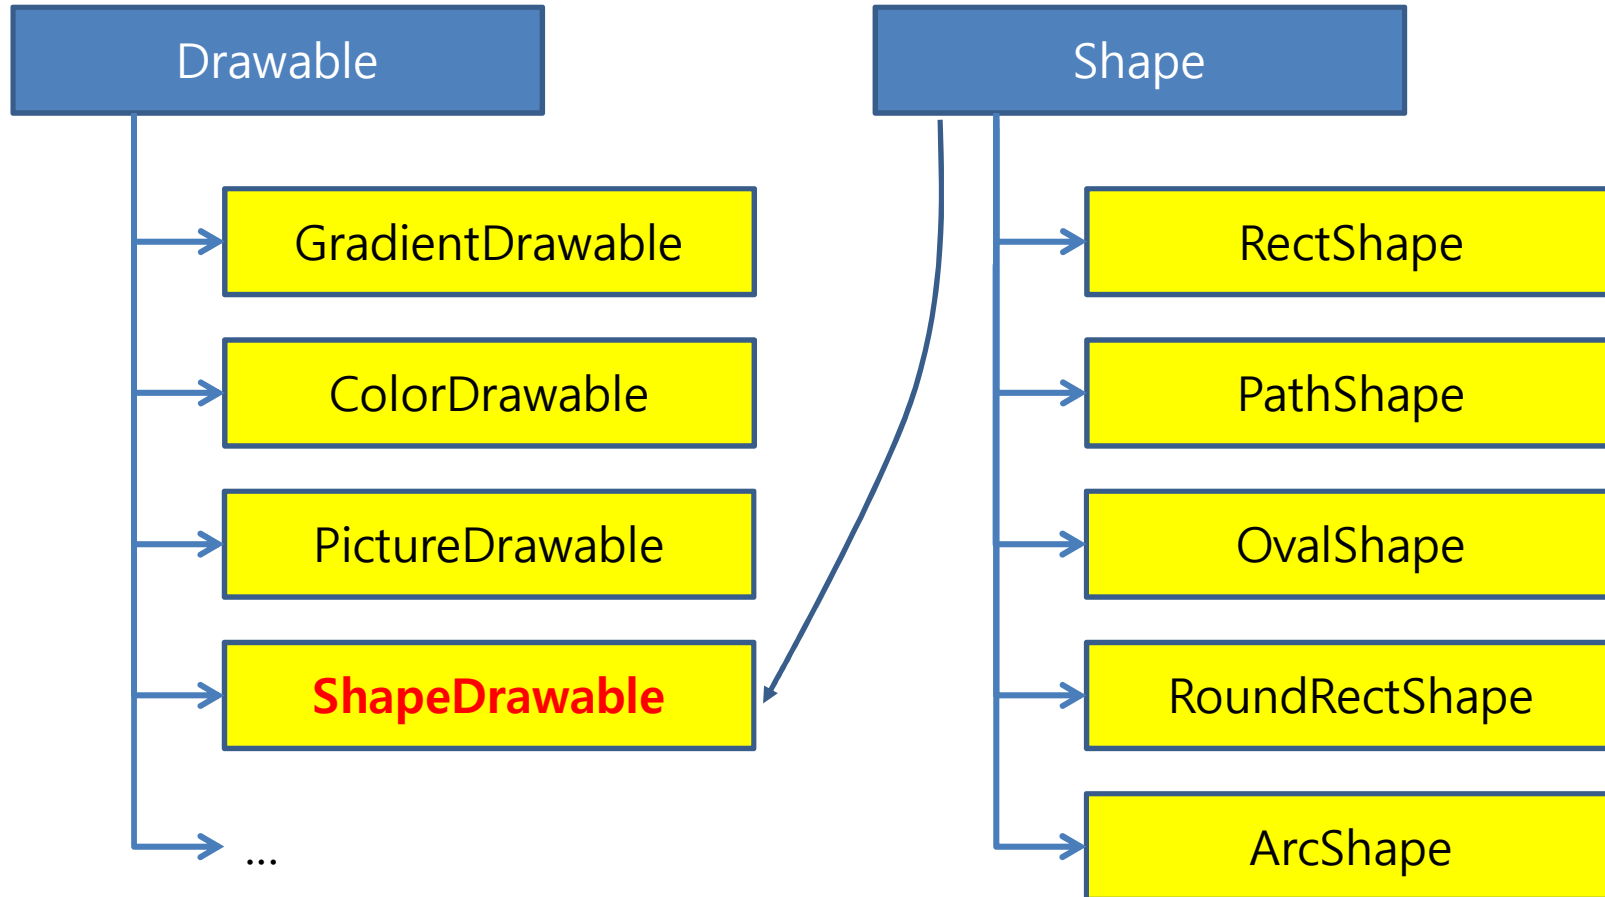 Drawable
GradientDrawable
ColorDrawable
PictureDrawable
ShapeDrawable
...
Shape
RectShape
PathShape
OvalShape
RoundRectShape
ArcShape